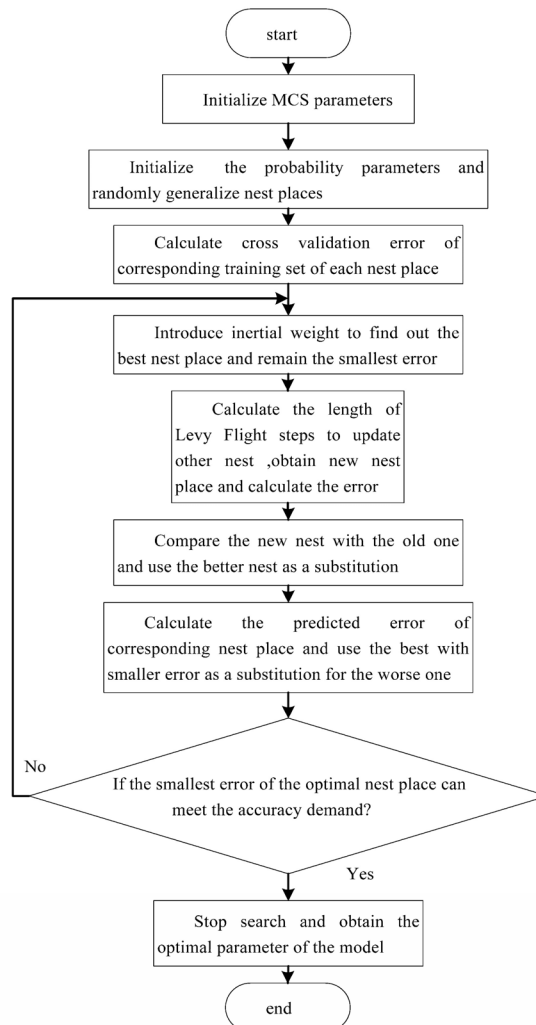 start
Initialize MCS parameters
Initialize the probability parameters and
randomly generalize nest places
Calculate cross validation error of
corresponding training set of each nest place
Introduce inertial weight to find out the
best nest place and remain the smallest error
Calculate the length of
Levy Flight steps to update
other nest ,obtain new nest
place and calculate the error
Compare the new nest with the old one
and use the better nest as a substitution
Calculate the predicted error of
corresponding nest place and use the best with
smaller error as a substitution for the worse one
No
If the smallest error of the optimal nest place can
meet the accuracy demand?
Yes
Stop search and obtain the
optimal parameter of the model
end